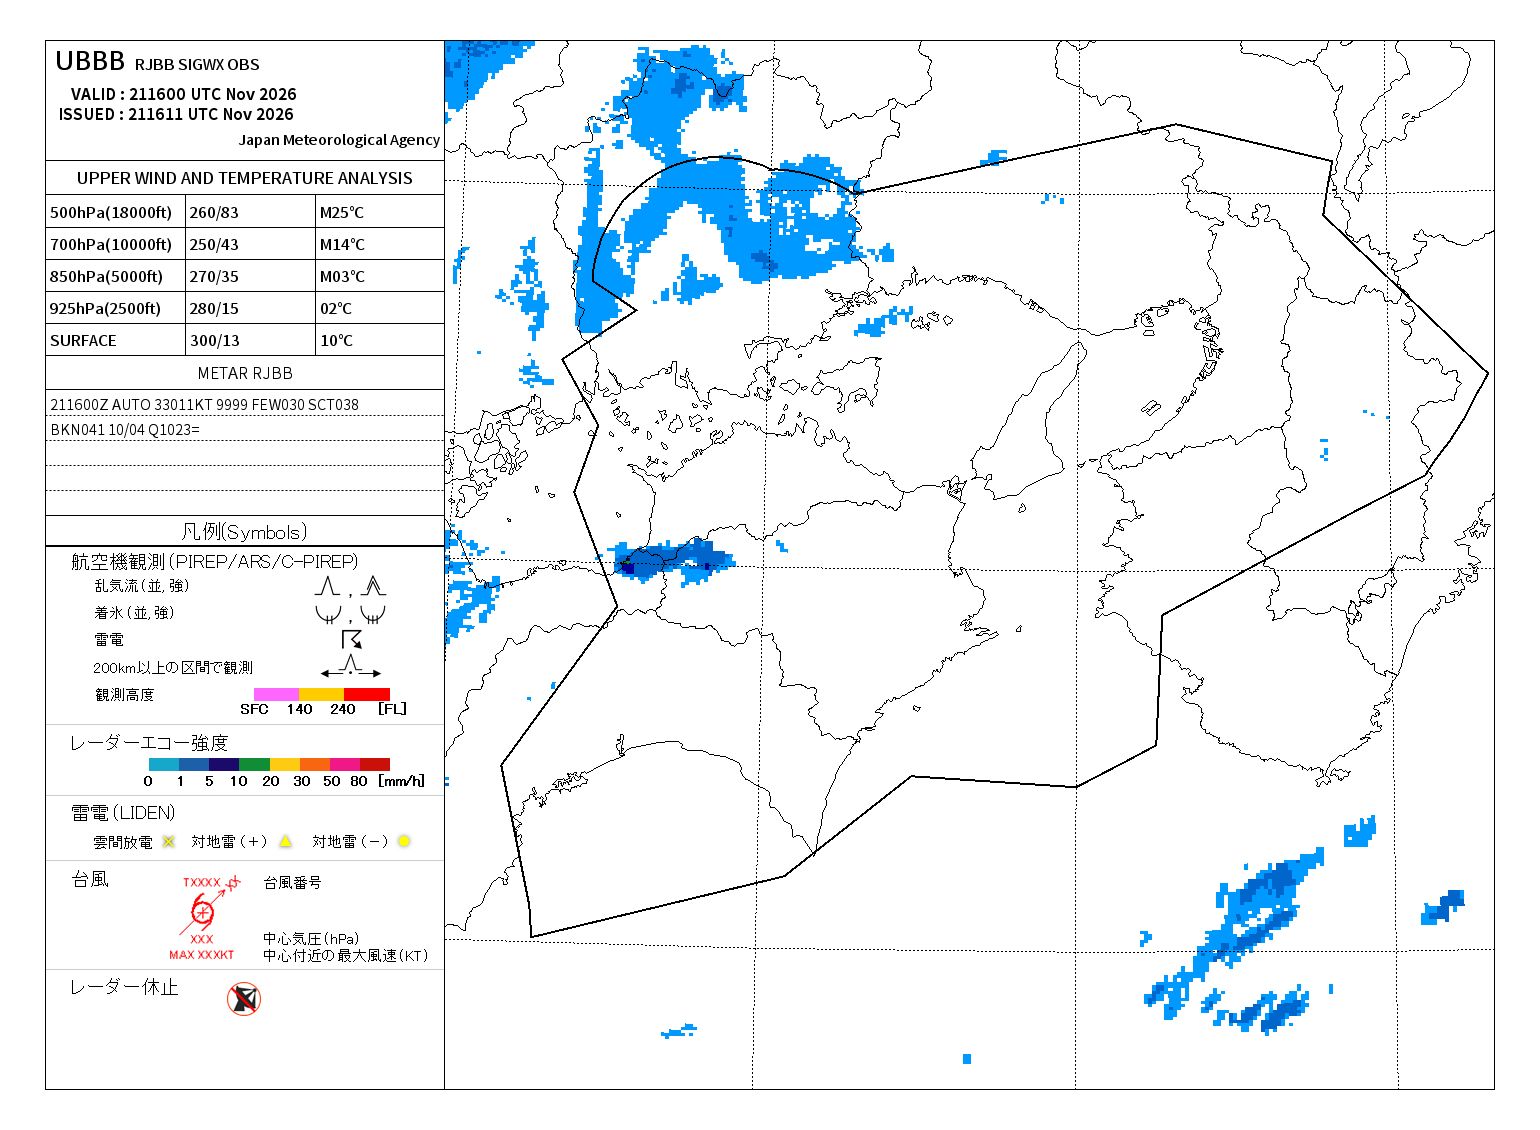 UBBB RJBB SIGWX OBS
VALID : 211600 UTC Nov 2026
ISSUED : 211611 UTC Nov 2026
Japan Meteorological Agency
UPPER WIND AND TEMPERATURE ANALYSIS
500hPa(18000ft) 260/83 M25℃
700hPa(10000ft) 250/43 M14℃
850hPa(5000ft) 270/35 M03℃
925hPa(2500ft) 280/15 02℃
SURFACE 300/13 10℃
METAR RJBB
211600Z AUTO 33011KT 9999 FEW030 SCT038
BKN041 10/04 Q1023=
凡例(Symbols)
航空機観測(PIREP/ARS/C-PIREP)
乱気流(並,強) ,
着氷(並,強) ,
雷電
200km以上の区間で観測
観測高度
SFC 140 240 [FL]
レーダーエコー強度
0 1 5 10 20 30 50 80 [mm/h]
雷電(LIDEN)
雲間放電 対地雷(+) 対地雷(-)
台風
TXXXX 台風番号
XXX 中心気圧(hPa)
MAX XXXKT 中心付近の最大風速(KT)
レーダー休止